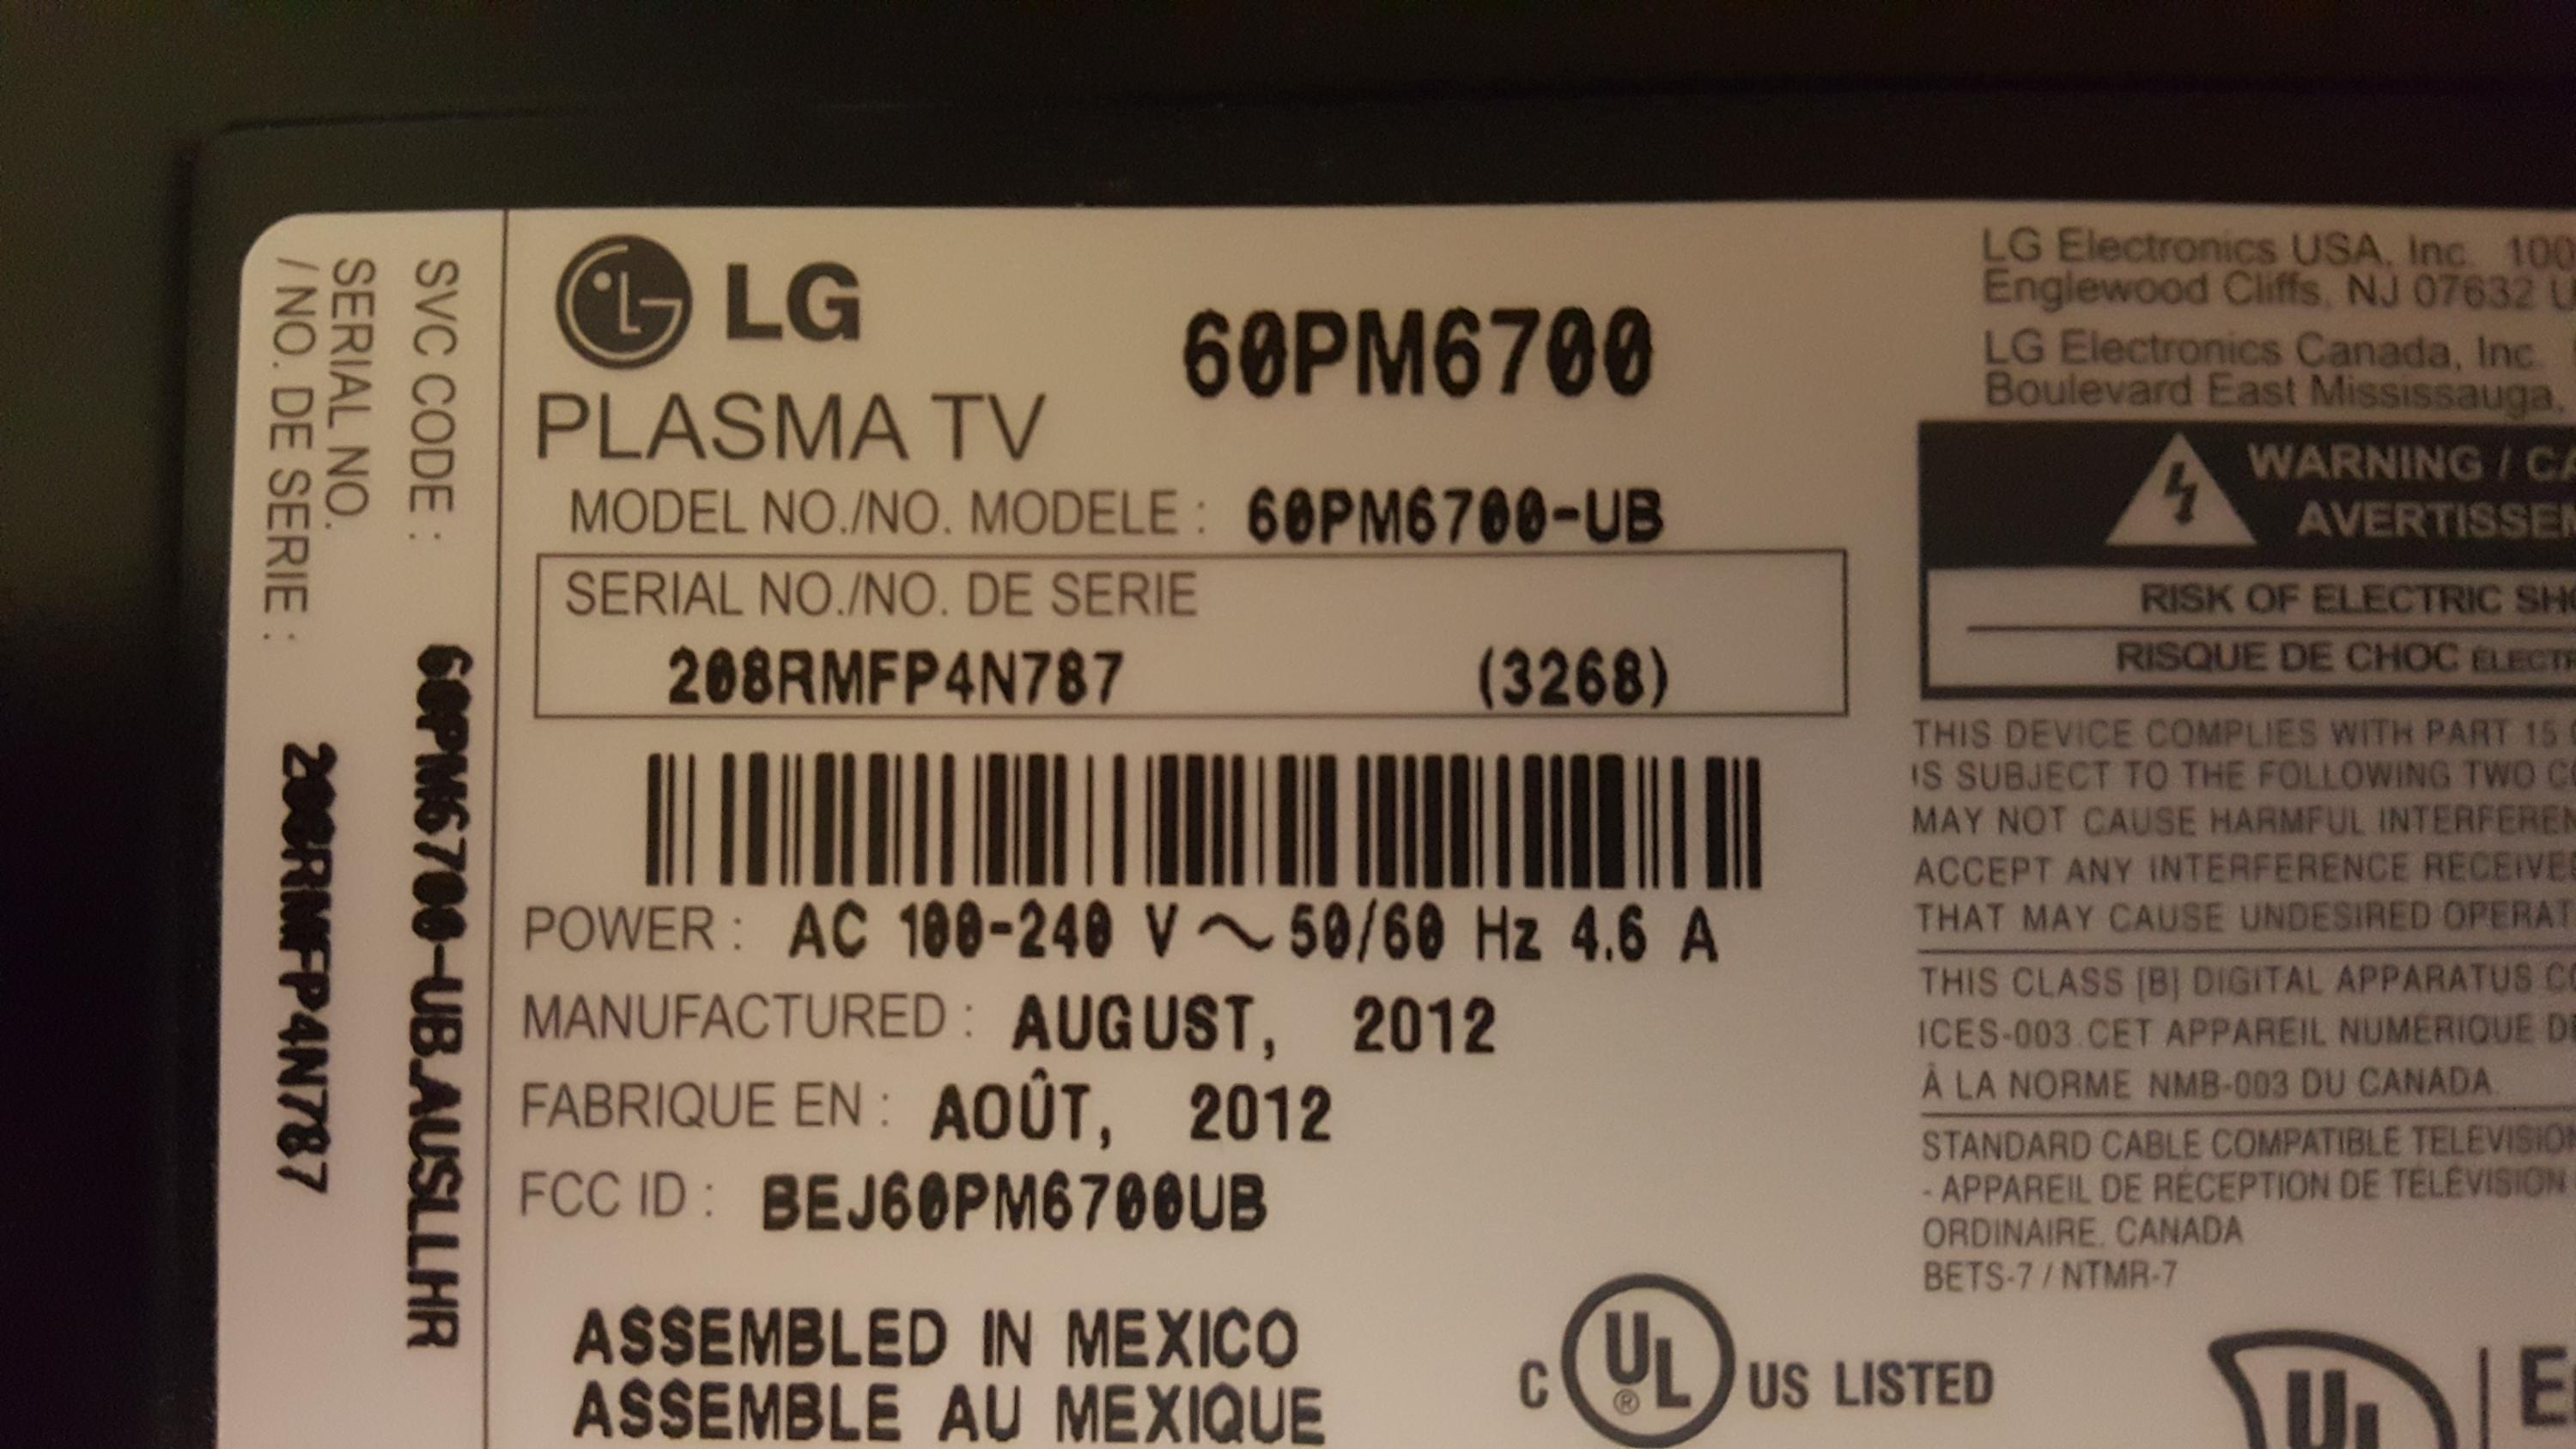 SVC CODE : 60PM6700-UB.AUSLLHR
SERIAL NO.
/ NO. DE SERIE : 208RMFP4N787
LG
60PM6700
PLASMA TV
MODEL NO./NO. MODELE : 60PM6700-UB
SERIAL NO./NO. DE SERIE
208RMFP4N787 (3268)
POWER : AC 100-240 V ~ 50/60 Hz 4.6 A
MANUFACTURED : AUGUST, 2012
FABRIQUE EN : AOÛT, 2012
FCC ID : BEJ60PM6700UB
ASSEMBLED IN MEXICO
ASSEMBLE AU MEXIQUE
C UL ® US LISTED
LG Electronics USA, Inc. 100
Englewood Cliffs, NJ 07632
LG Electronics Canada, Inc.
Boulevard East Mississauga,
WARNING /
AVERTISSE
RISK OF ELECTRIC
RISQUE DE CHOC
THIS DEVICE COMPLIES WITH PART 15
IS SUBJECT TO THE FOLLOWING TWO
MAY NOT CAUSE HARMFUL
ACCEPT ANY INTERFERENCE
THAT MAY CAUSE UNDESIRED
THIS CLASS [B] DIGITAL APPARATUS
ICES-003.CET APPAREIL NUMÉRIQUE
À LA NORME NMB-003 DU CANADA.
STANDARD CABLE COMPATIBLE
- APPAREIL DE RÉCEPTION DE
ORDINAIRE, CANADA
BETS-7 / NTMR-7
UL